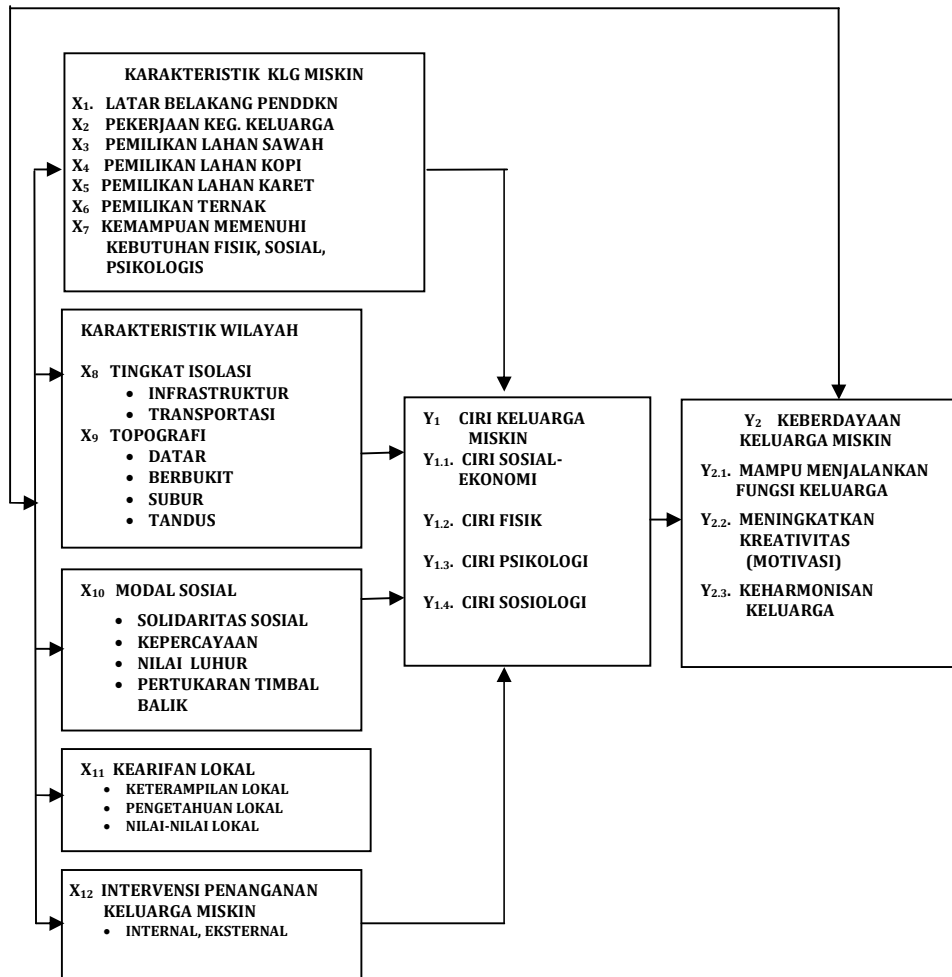 KARAKTERISTIK KLG MISKIN
X1. LATAR BELAKANG PENDDKN
X2 PEKERJAAN KEG. KELUARGA
X3 PEMILIKAN LAHAN SAWAH
X4 PEMILIKAN LAHAN KOPI
X5 PEMILIKAN LAHAN KARET
X6 PEMILIKAN TERNAK
X7 KEMAMPUAN MEMENUHI
KEBUTUHAN FISIK, SOSIAL,
PSIKOLOGIS
KARAKTERISTIK WILAYAH
X8 TINGKAT ISOLASI
• INFRASTRUKTUR
• TRANSPORTASI
X9 TOPOGRAFI
• DATAR
• BERBUKIT
• SUBUR
• TANDUS
X10 MODAL SOSIAL
• SOLIDARITAS SOSIAL
• KEPERCAYAAN
• NILAI LUHUR
• PERTUKARAN TIMBAL
BALIK
X11 KEARIFAN LOKAL
• KETERAMPILAN LOKAL
• PENGETAHUAN LOKAL
• NILAI-NILAI LOKAL
X12 INTERVENSI PENANGANAN
KELUARGA MISKIN
• INTERNAL, EKSTERNAL
Y1 CIRI KELUARGA
MISKIN
Y1.1. CIRI SOSIAL-
EKONOMI
Y1.2. CIRI FISIK
Y1.3. CIRI PSIKOLOGI
Y1.4. CIRI SOSIOLOGI
Y2 KEBERDAYAAN
KELUARGA MISKIN
Y2.1. MAMPU MENJALANKAN
FUNGSI KELUARGA
Y2.2. MENINGKATKAN
KREATIVITAS
(MOTIVASI)
Y2.3. KEHARMONISAN
KELUARGA